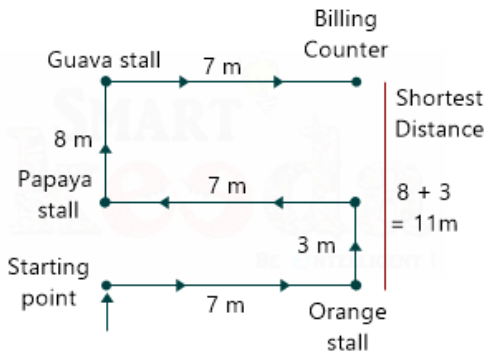 Billing
Counter
Guava stall
7 m
Shortest
Distance
8 m
8 + 3
= 11m
Papaya
stall
7 m
3 m
Starting
point
7 m
Orange
stall
SMART